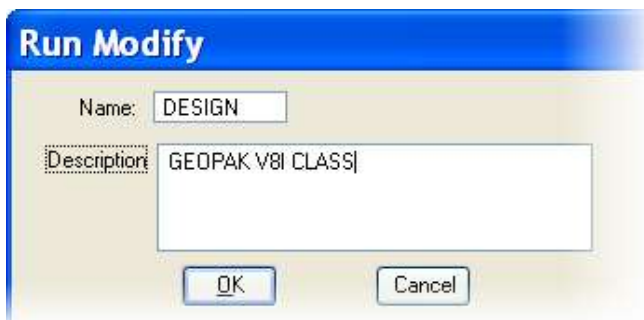 Run Modify
Name: DESIGN
Description GEOPAK V8I CLASS
OK Cancel